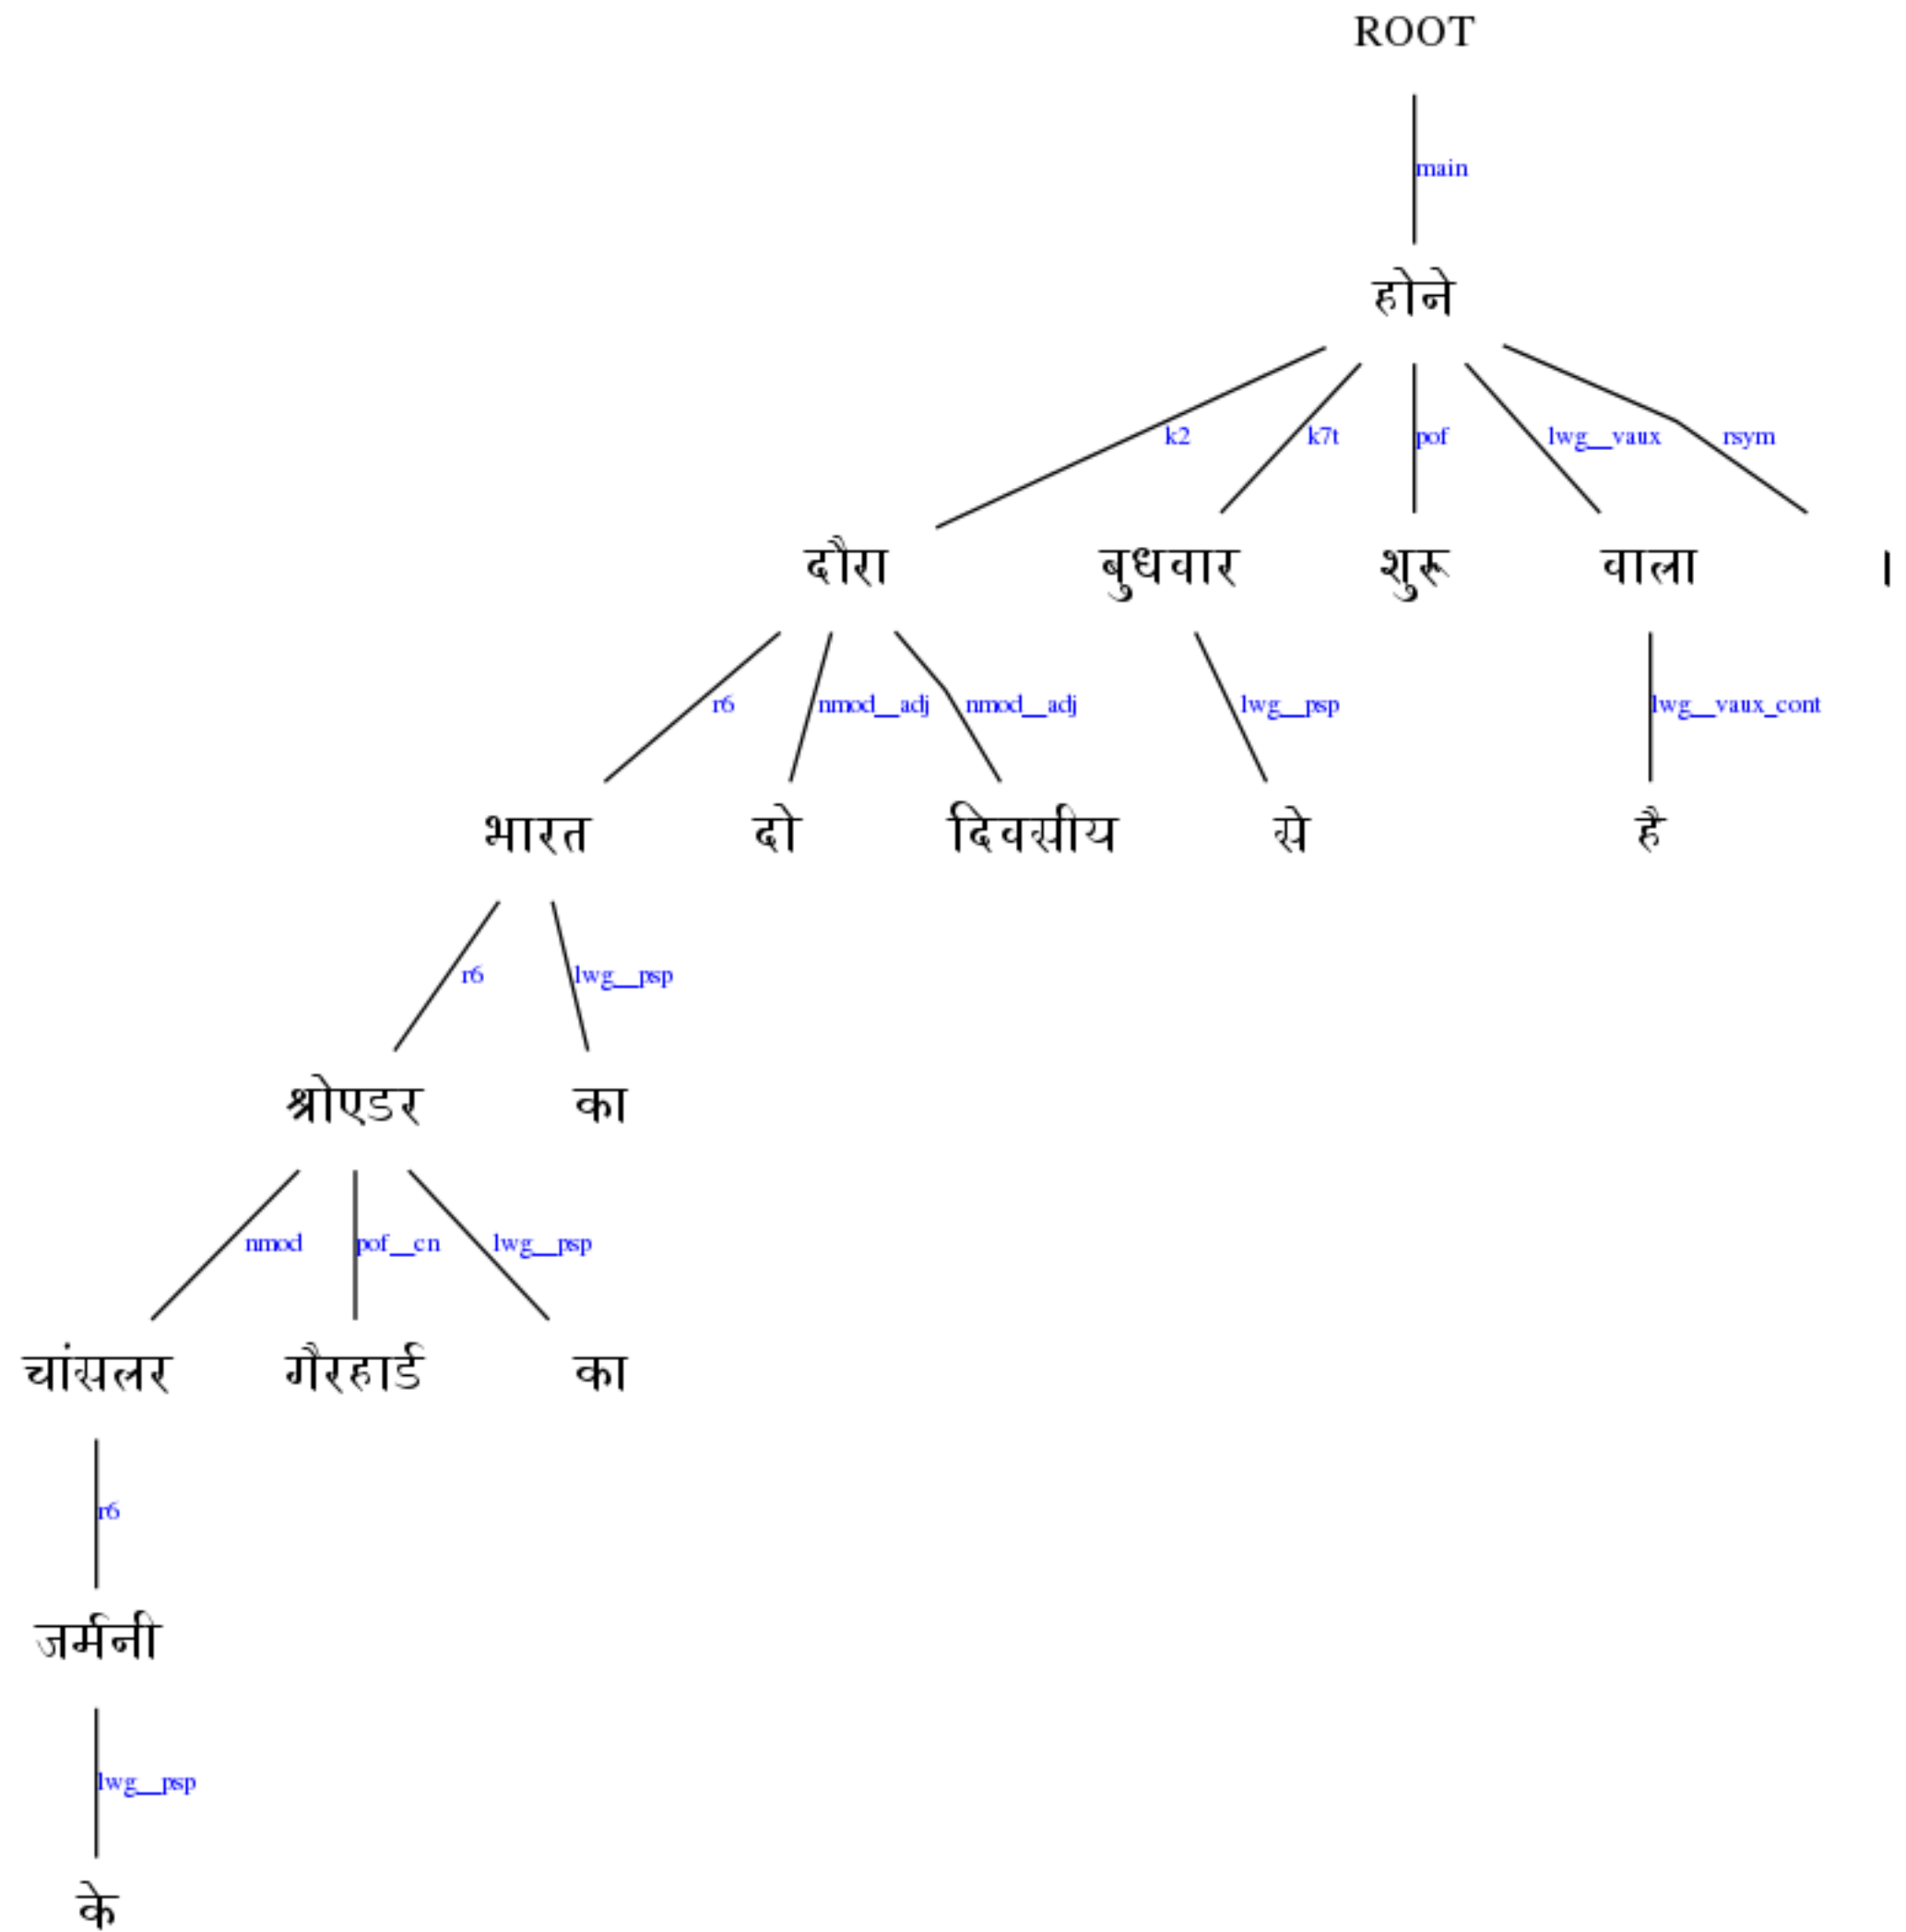 ROOT
main
होने
k2 k7t pof lwg__vaux rsym
दौरा बुधवार शुरू वाला ।
r6 nmod__adj nmod__adj lwg__psp lwg__vaux_cont
भारत दो दिवसीय से है
r6 lwg__psp
श्रोएडर का
nmod pof__cn lwg__psp
चांसलर गैरहार्ड का
r6
जर्मनी
lwg__psp
के